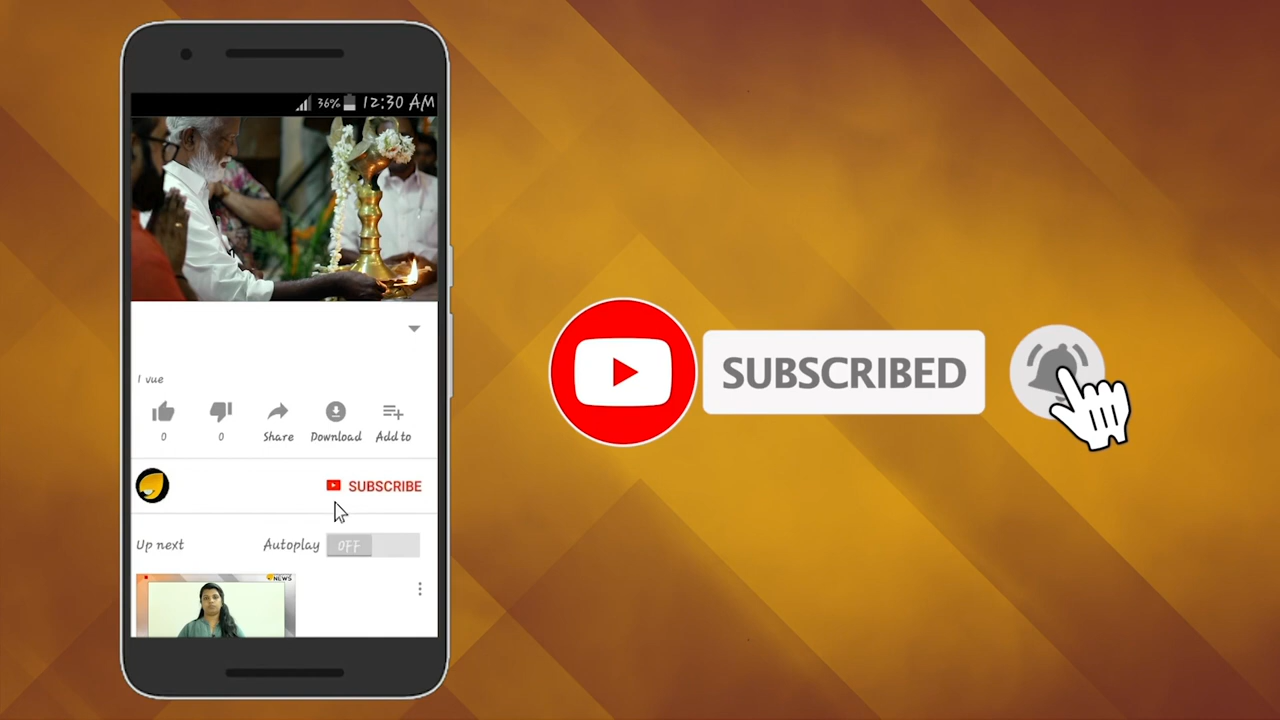 36% 12:30 AM
1 vue
0 0 Share Download Add to
SUBSCRIBE
Up next Autoplay OFF
NEWS
SUBSCRIBED